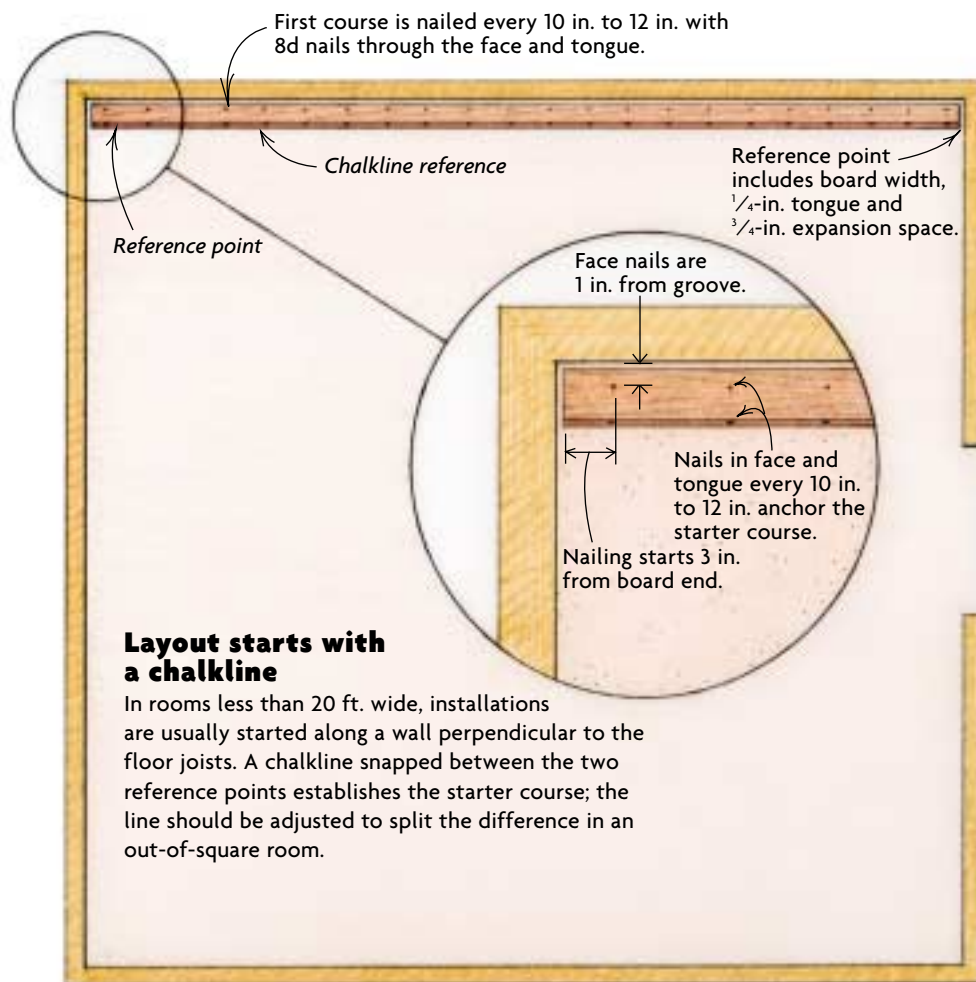 First course is nailed every 10 in. to 12 in. with
8d nails through the face and tongue.
Chalkline reference
Reference point
includes board width,
1/4-in. tongue and
3/4-in. expansion space.
Reference point
Face nails are
1 in. from groove.
Nails in face and
tongue every 10 in.
to 12 in. anchor the
starter course.
Nailing starts 3 in.
from board end.
Layout starts with
a chalkline
In rooms less than 20 ft. wide, installations
are usually started along a wall perpendicular to the
floor joists. A chalkline snapped between the two
reference points establishes the starter course; the
line should be adjusted to split the difference in an
out-of-square room.